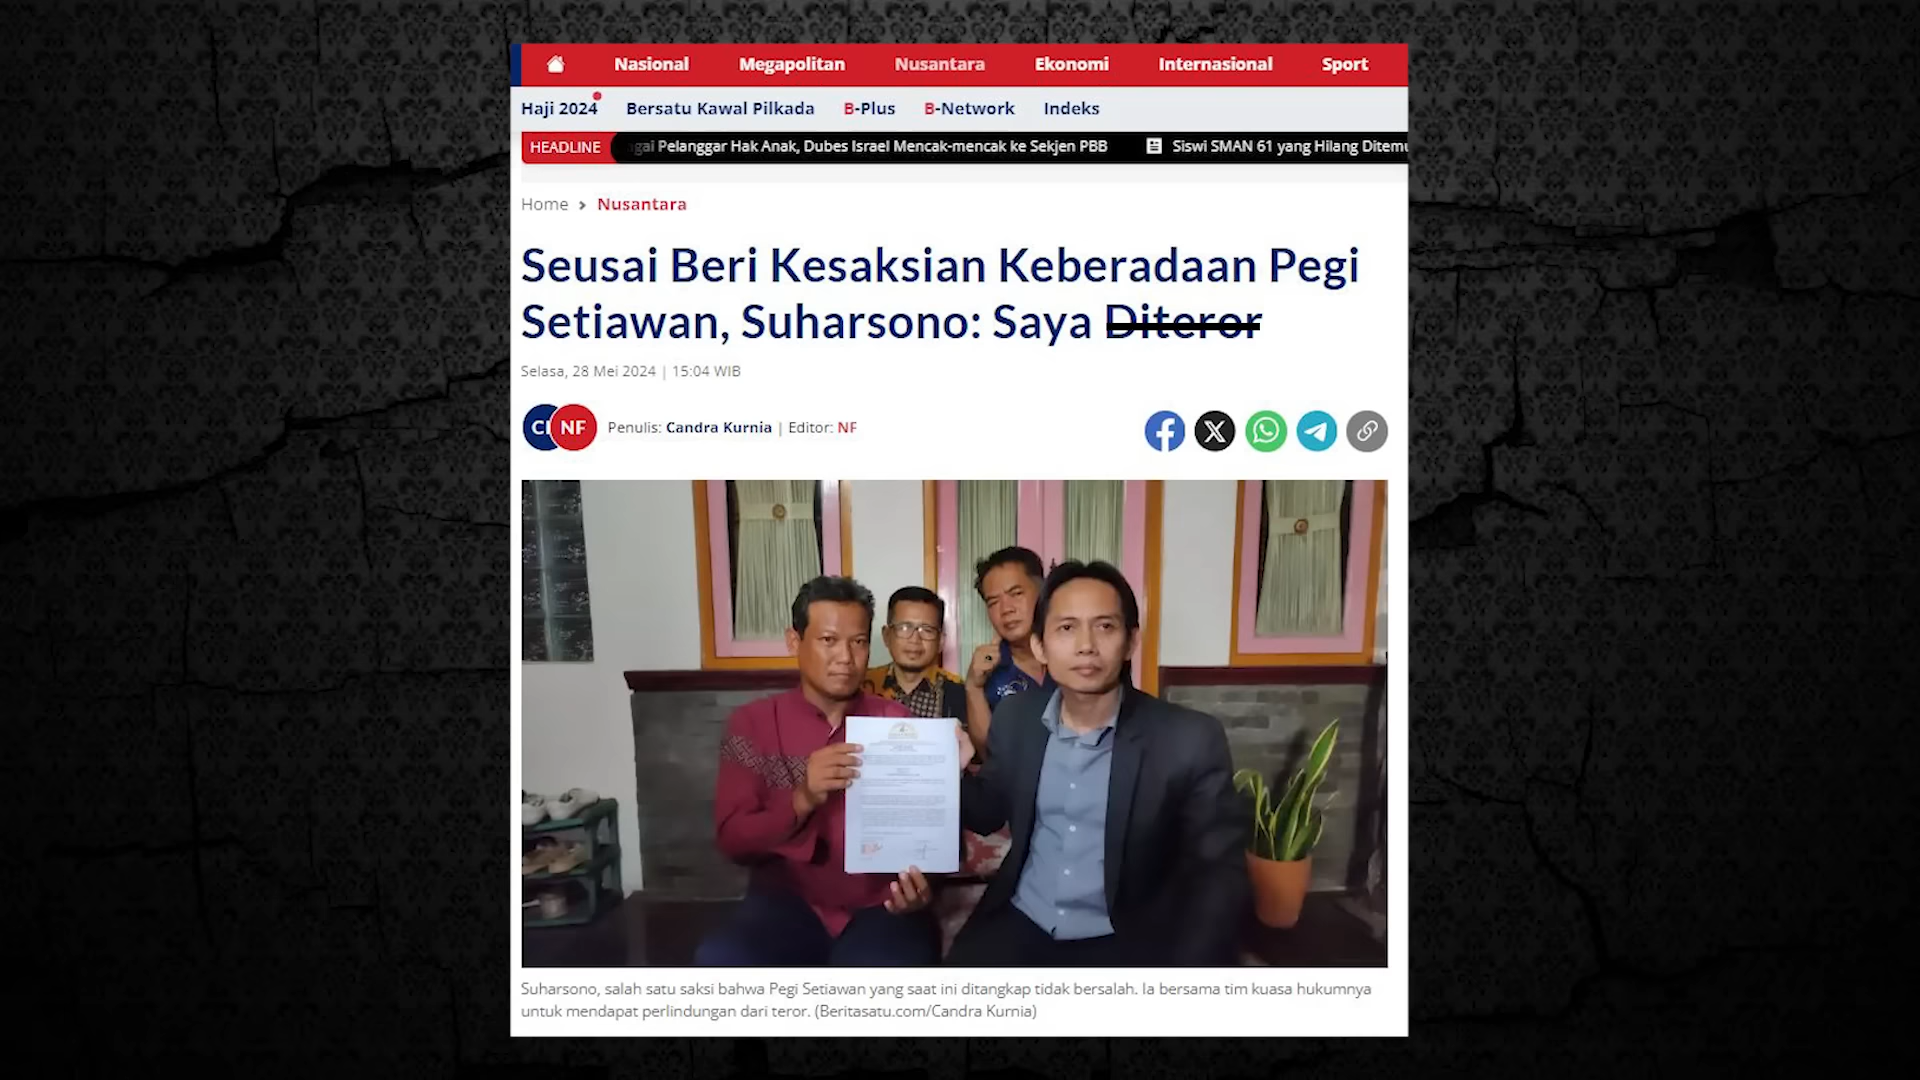 Nasional Megapolitan Nusantara Ekonomi Internasional Sport
Haji 2024 Bersatu Kawal Pilkada B-Plus B-Network Indeks
HEADLINE gai Pelanggar Hak Anak, Dubes Israel Mencak-mencak ke Sekjen PBB Siswi SMAN 61 yang Hilang Ditemu
Home > Nusantara
Seusai Beri Kesaksian Keberadaan Pegi
Setiawan, Suharsono: Saya Diteror
Selasa, 28 Mei 2024 | 15:04 WIB
NF Penulis: Candra Kurnia | Editor: NF
Suharsono, salah satu saksi bahwa Pegi Setiawan yang saat ini ditangkap tidak bersalah. Ia bersama tim kuasa hukumnya
untuk mendapat perlindungan dari teror. (Beritasatu.com/Candra Kurnia)